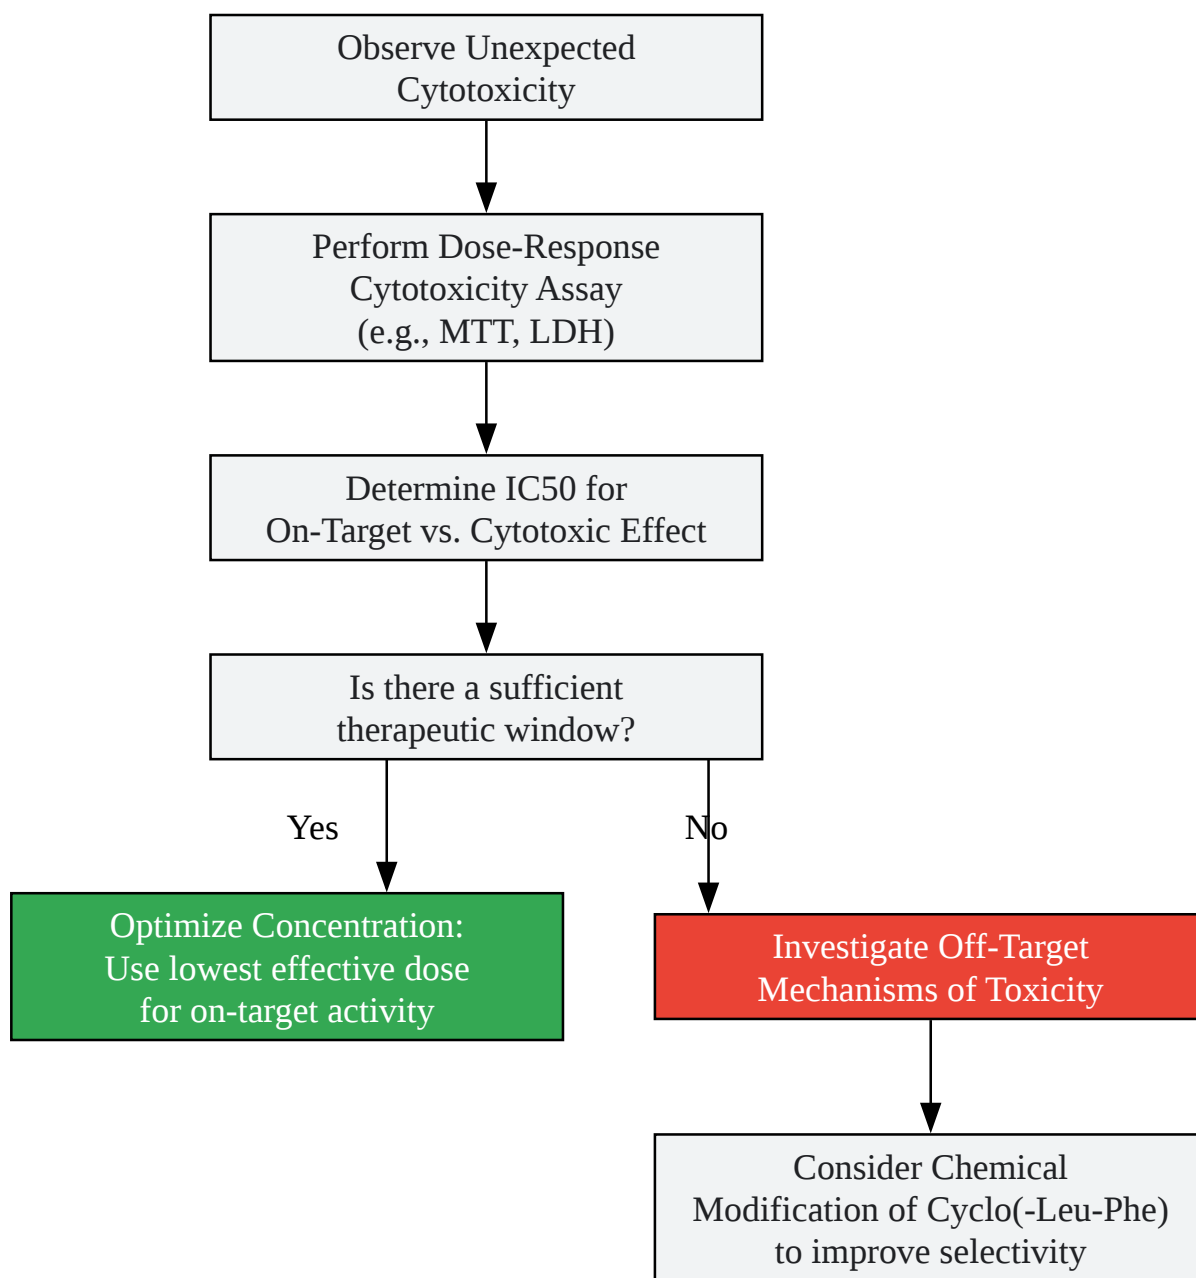 Observe Unexpected
Cytotoxicity
Perform Dose-Response
Cytotoxicity Assay
(e.g., MTT, LDH)
Determine IC50 for
On-Target vs. Cytotoxic Effect
Is there a sufficient
therapeutic window?
Yes
No
Optimize Concentration:
Use lowest effective dose
for on-target activity
Investigate Off-Target
Mechanisms of Toxicity
Consider Chemical
Modification of Cyclo(-Leu-Phe)
to improve selectivity